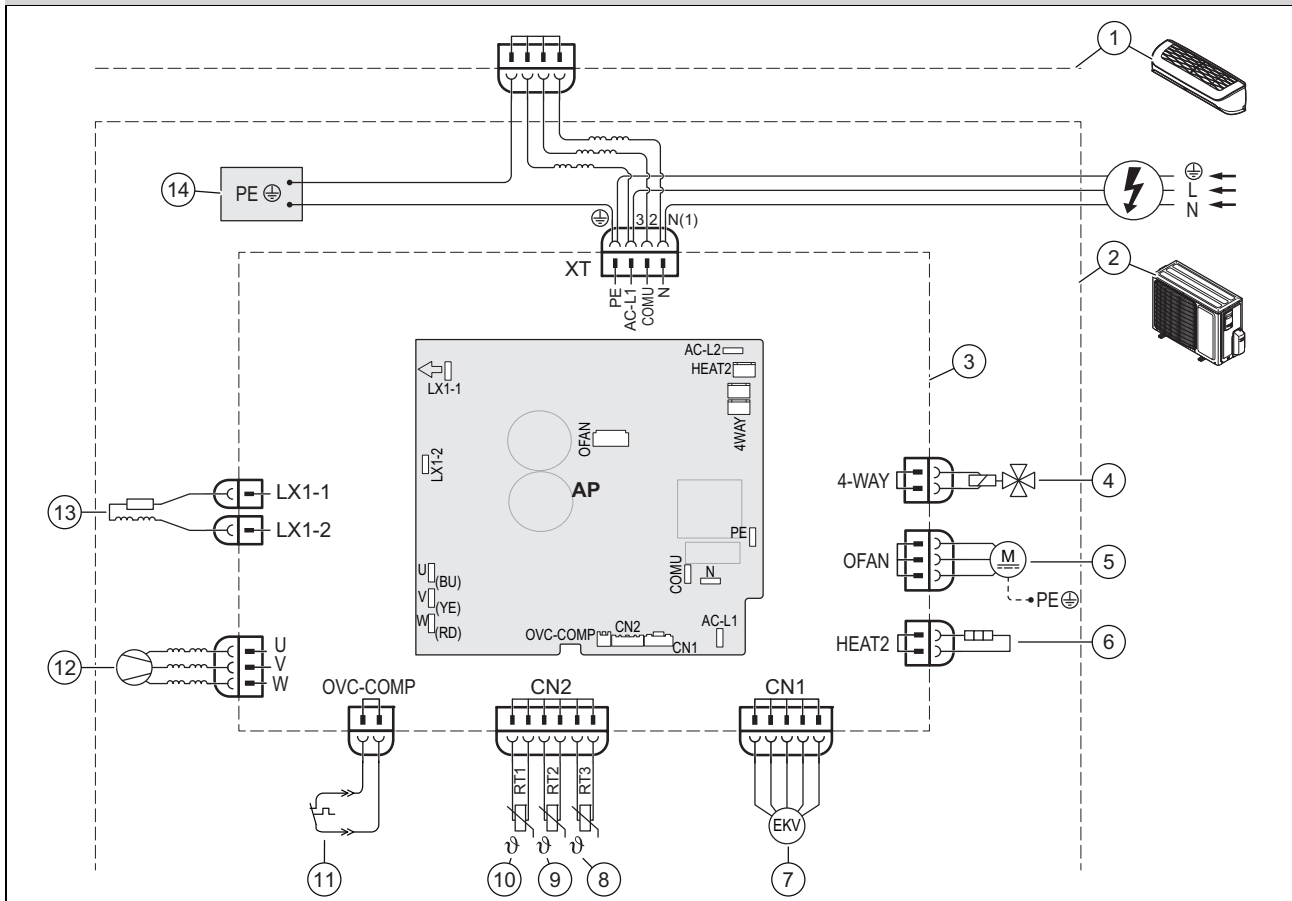 1
14
PE
L
N
3 2 N(1)
XT
PE
AC-L1
COMU
N
2
3
LX1-1
AC-L2
HEAT2
4WAY
OFAN
LX1-2
AP
PE
COMU
N
U (BU)
V (YE)
W (RD)
OVC-COMP
CN2
CN1
AC-L1
13
LX1-1
LX1-2
4-WAY
4
OFAN
M
5
PE
HEAT2
6
12
U
V
W
OVC-COMP
CN2
CN1
RT1
RT2
RT3
ϑ
ϑ
ϑ
EKV
11
10
9
8
7